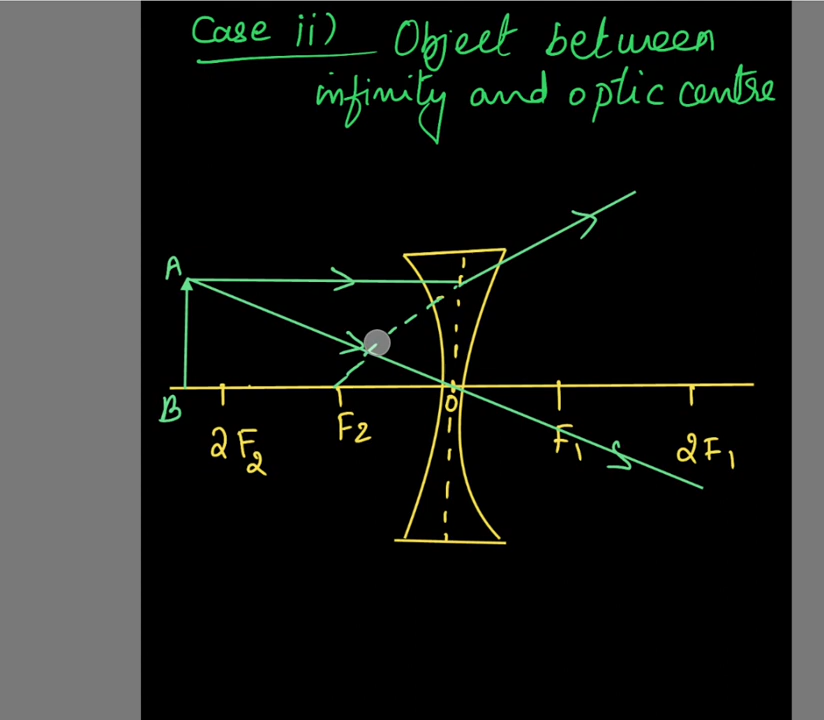 Case ii) Object between
infinity and optic centre
A
B
2F2
F2
O
F1
2F1